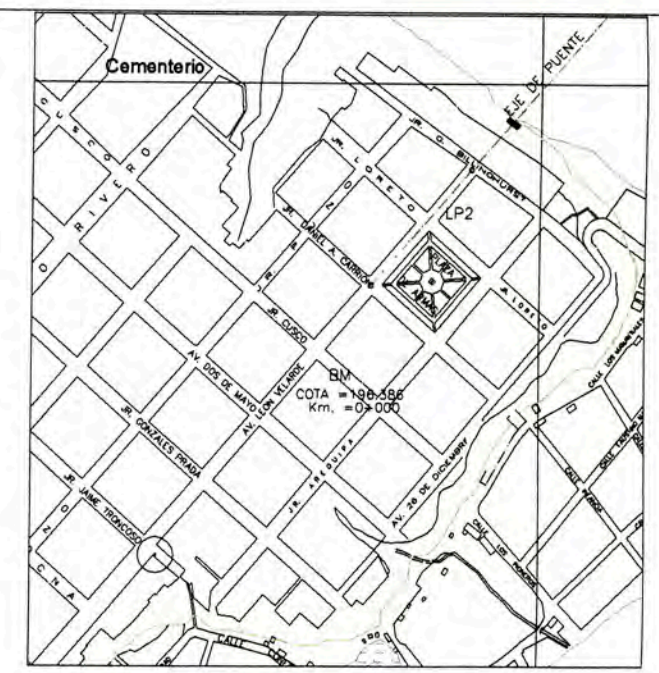 Cementerio
EJE DE PUENTE
CUSCO
RIVERO
JR. G. BILLINGHURST
JR. LORETO
LP2
JR. DANIEL A. CARRION
PLAZA
ARMAS
JR. LORETO
JR. CUSCO
AV. DOS DE MAYO
AV. LEON VELARDE
BM
COTA =196.386
Km, =0+000
JR. GONZALES PRADA
JR. AREQUIPA
AV. 26 DE DICIEMBRE
JR. JAIME TRONCOSO
CALLE
CALLE LOS
CALLE